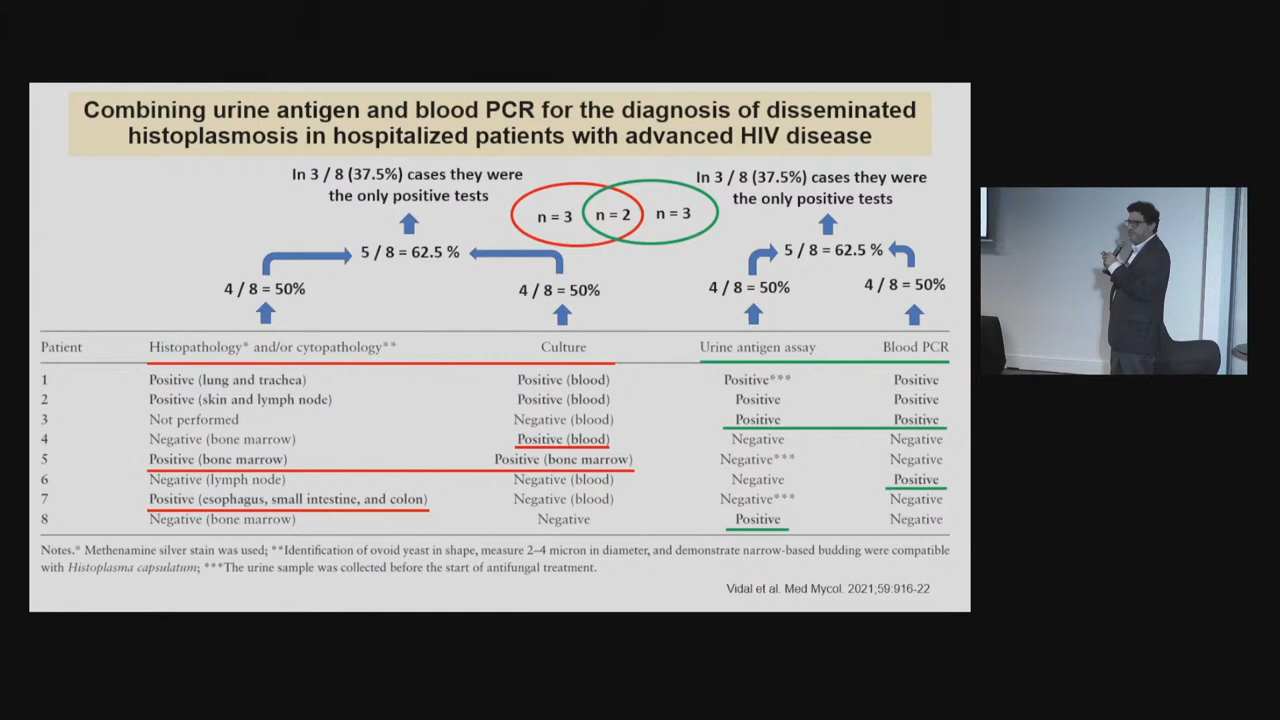 Combining urine antigen and blood PCR for the diagnosis of disseminated
histoplasmosis in hospitalized patients with advanced HIV disease
In 3 / 8 (37.5%) cases they were
the only positive tests
n = 3 n = 2 n = 3
In 3 / 8 (37.5%) cases they were
the only positive tests
5 / 8 = 62.5 % 5 / 8 = 62.5 %
4 / 8 = 50% 4 / 8 = 50% 4 / 8 = 50% 4 / 8 = 50%
Patient Histopathology* and/or cytopathology** Culture Urine antigen assay Blood PCR
1 Positive (lung and trachea) Positive (blood) Positive*** Positive
2 Positive (skin and lymph node) Positive (blood) Positive Positive
3 Not performed Negative (blood) Positive Positive
4 Negative (bone marrow) Positive (blood) Negative Negative
5 Positive (bone marrow) Positive (bone marrow) Negative*** Negative
6 Negative (lymph node) Negative (blood) Negative Positive
7 Positive (esophagus, small intestine, and colon) Negative (blood) Negative*** Negative
8 Negative (bone marrow) Negative Positive Negative
Notes.* Methenamine silver stain was used; **Identification of ovoid yeast in shape, measure 2–4 micron in diameter, and demonstrate narrow-based budding were compatible
with Histoplasma capsulatum; ***The urine sample was collected before the start of antifungal treatment.
Vidal et al. Med Mycol. 2021;59:916-22